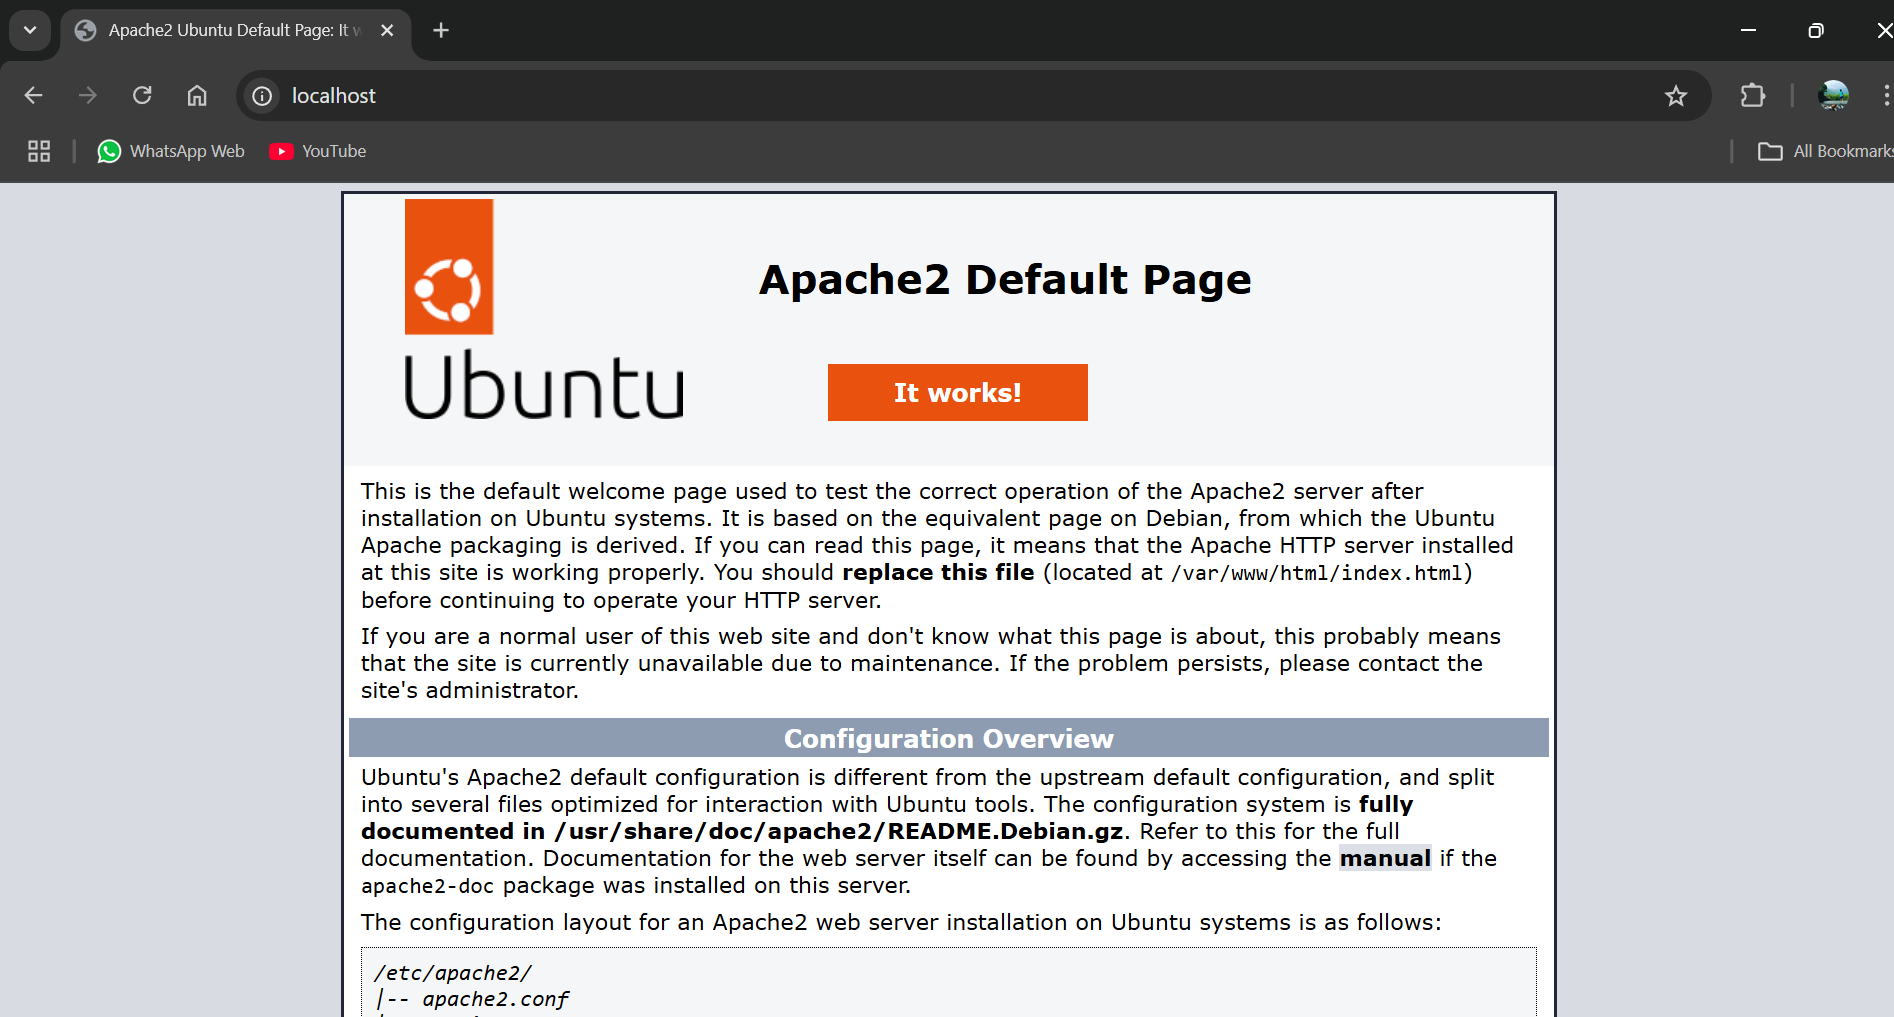 Apache2 Ubuntu Default Page: It w
localhost
WhatsApp Web
YouTube
All Bookmarks
Ubuntu
Apache2 Default Page
It works!
This is the default welcome page used to test the correct operation of the Apache2 server after
installation on Ubuntu systems. It is based on the equivalent page on Debian, from which the Ubuntu
Apache packaging is derived. If you can read this page, it means that the Apache HTTP server installed
at this site is working properly. You should replace this file (located at /var/www/html/index.html)
before continuing to operate your HTTP server.
If you are a normal user of this web site and don't know what this page is about, this probably means
that the site is currently unavailable due to maintenance. If the problem persists, please contact the
site's administrator.
Configuration Overview
Ubuntu's Apache2 default configuration is different from the upstream default configuration, and split
into several files optimized for interaction with Ubuntu tools. The configuration system is fully
documented in /usr/share/doc/apache2/README.Debian.gz. Refer to this for the full
documentation. Documentation for the web server itself can be found by accessing the manual if the
apache2-doc package was installed on this server.
The configuration layout for an Apache2 web server installation on Ubuntu systems is as follows:
/etc/apache2/
|-- apache2.conf